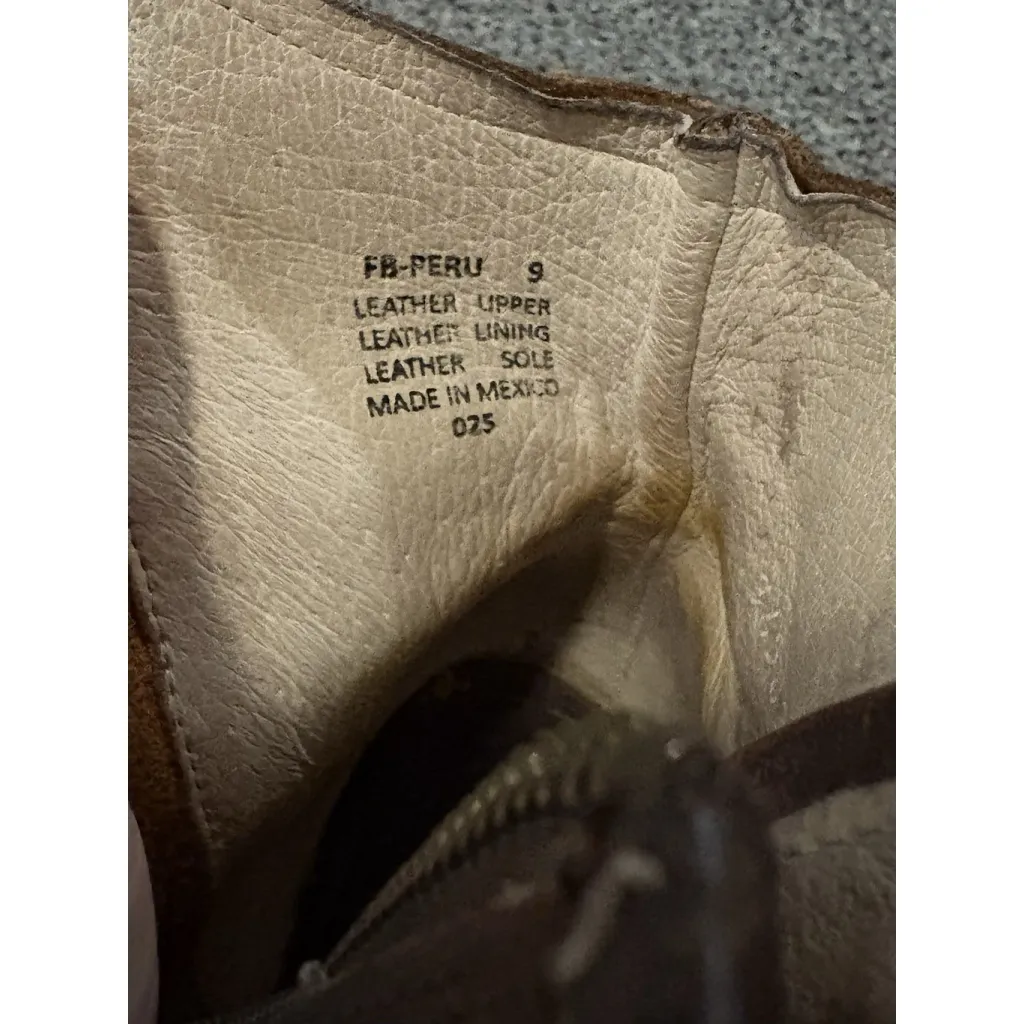 FB-PERU 9
LEATHER UPPER
LEATHER LINING
LEATHER SOLE
MADE IN MEXICO
025